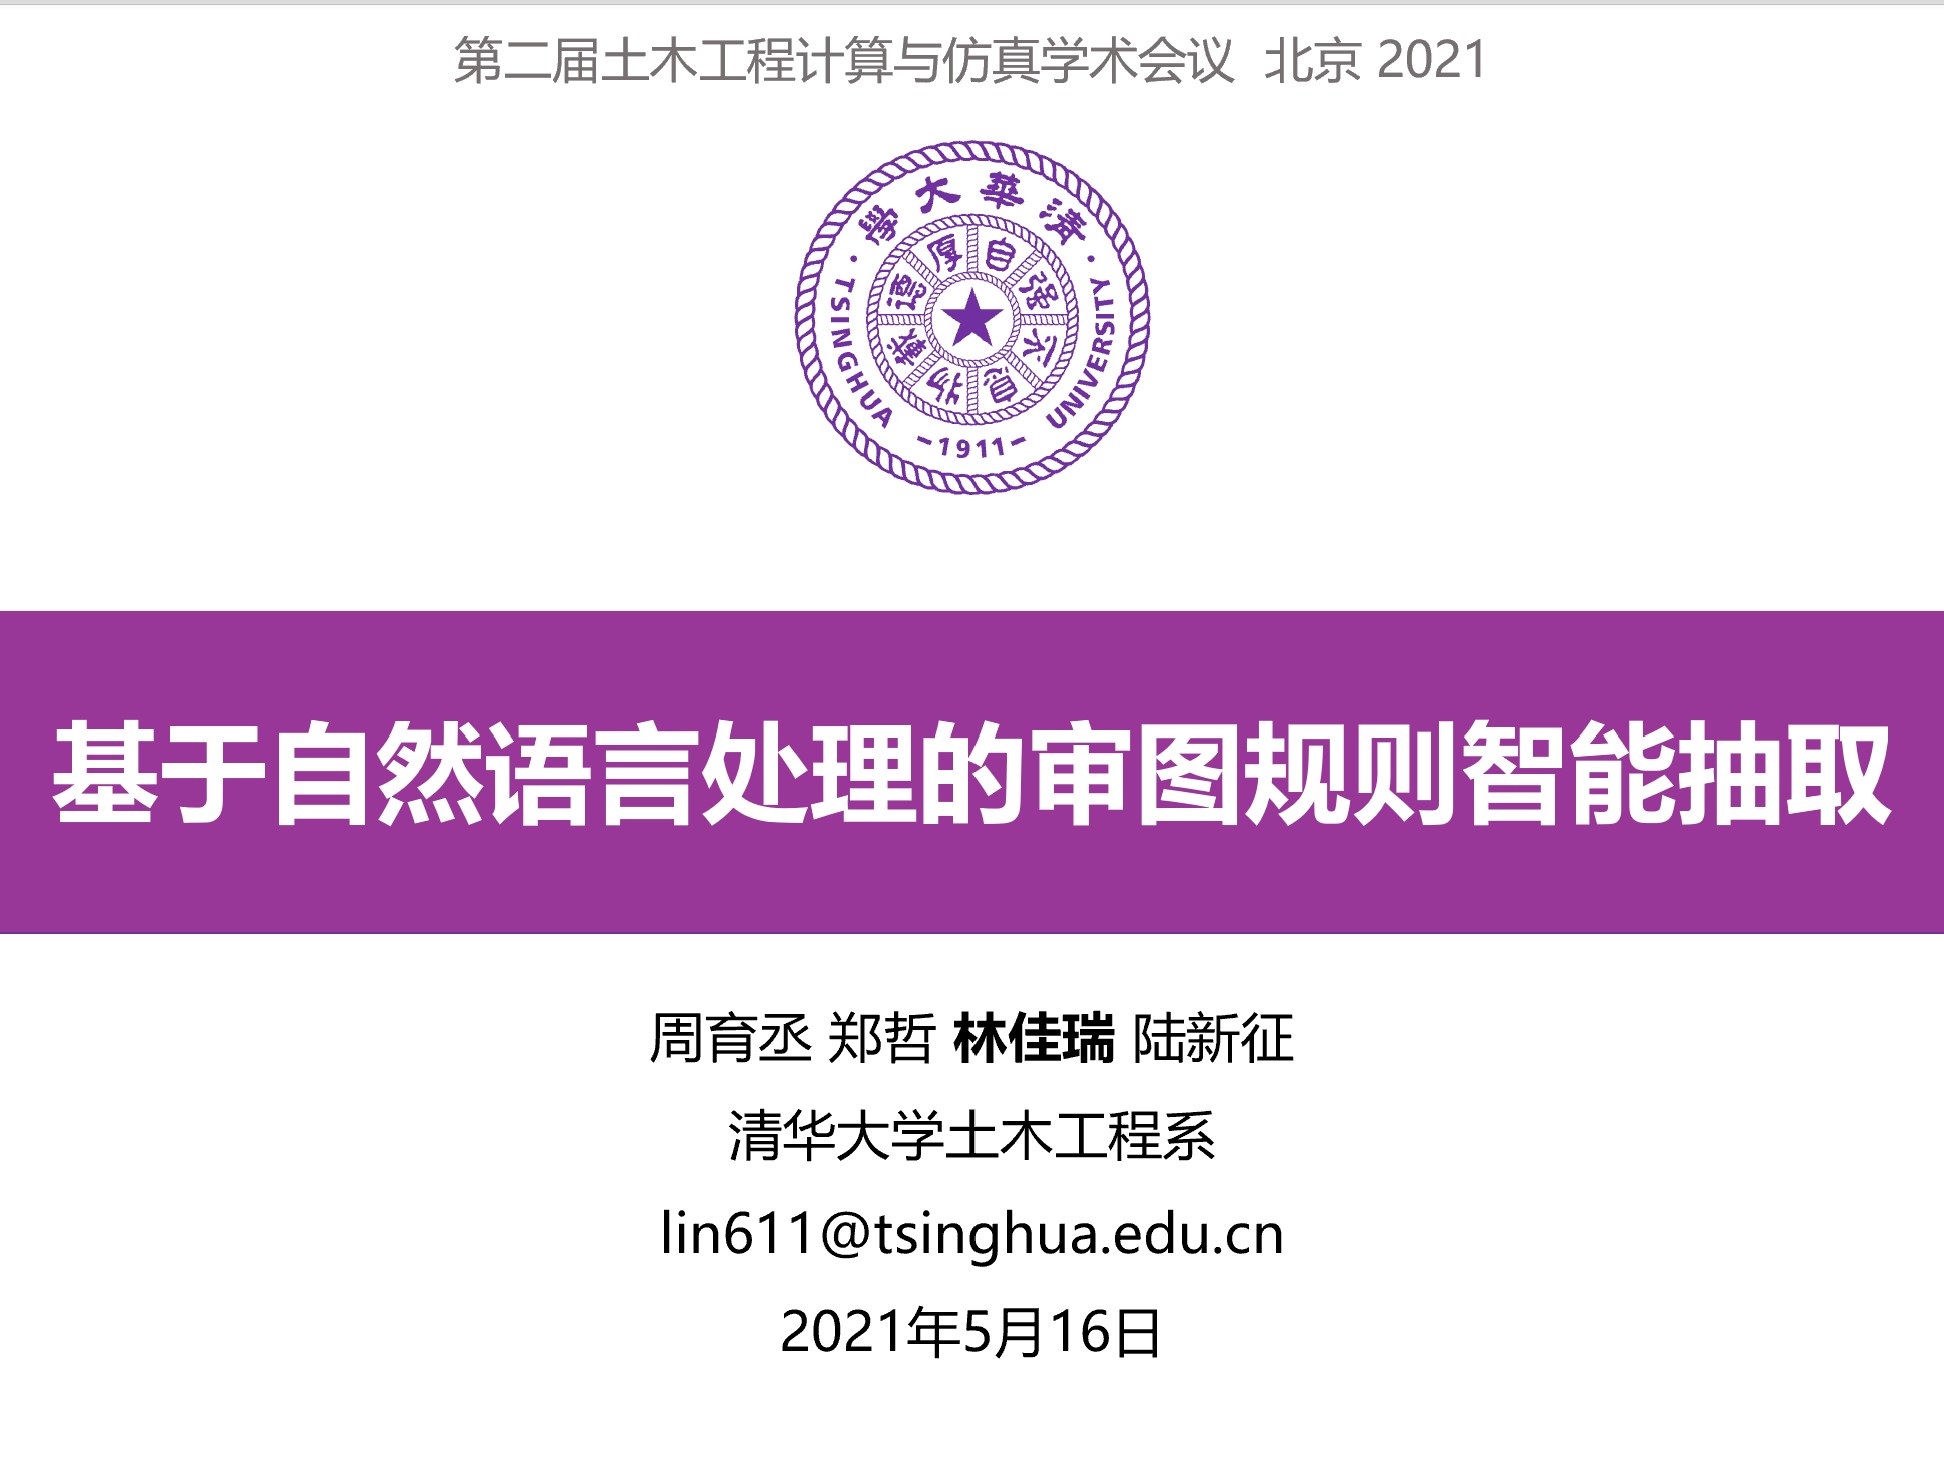 第二届土木工程计算与仿真学术会议 北京 2021
清華大學
自强不息厚德载物
TSINGHUA UNIVERSITY
-1911-
基于自然语言处理的审图规则智能抽取
周育丞 郑哲 林佳瑞 陆新征
清华大学土木工程系
lin611@tsinghua.edu.cn
2021年5月16日